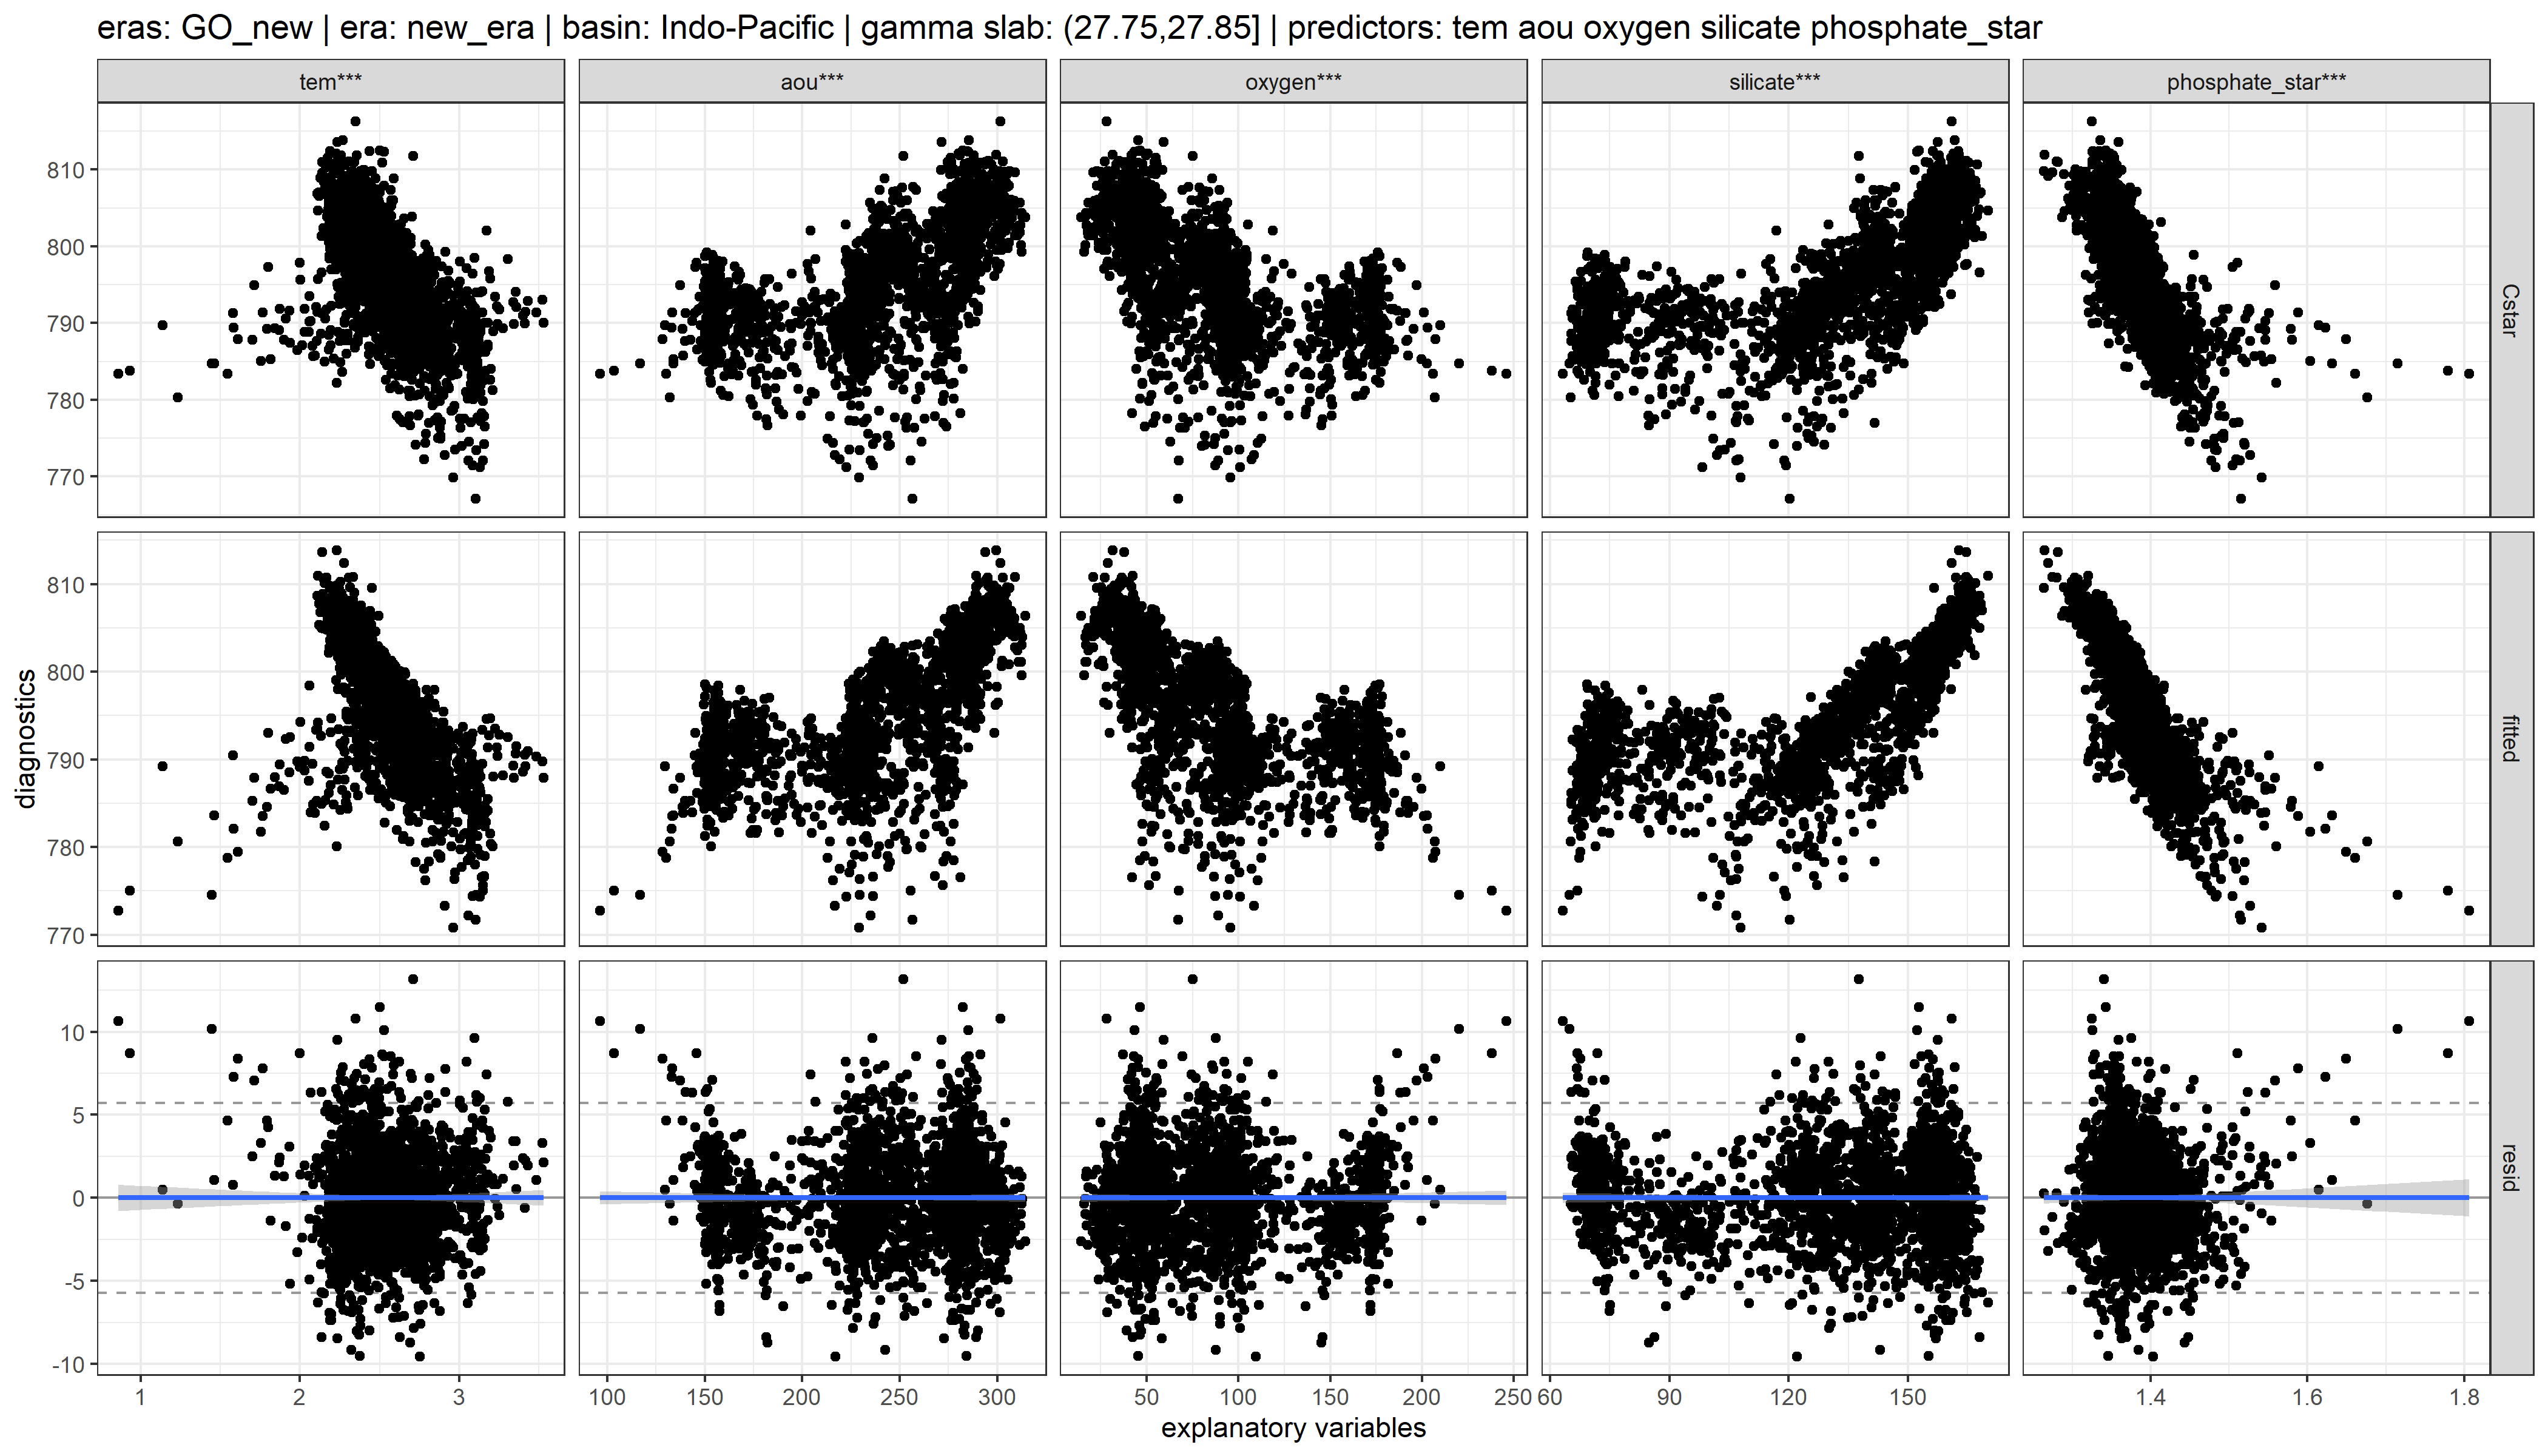 eras: GO_new | era: new_era | basin: Indo-Pacific | gamma slab: (27.75,27.85] | predictors: tem aou oxygen silicate phosphate_star
tem*** aou*** oxygen*** silicate*** phosphate_star***
810
800
790
780
770
Cstar
810
800
790
780
770
fitted
diagnostics
10
5
0
-5
-10
resid
1 2 3 100 150 200 250 300 50 100 150 200 250 60 90 120 150 1.4 1.6 1.8
explanatory variables